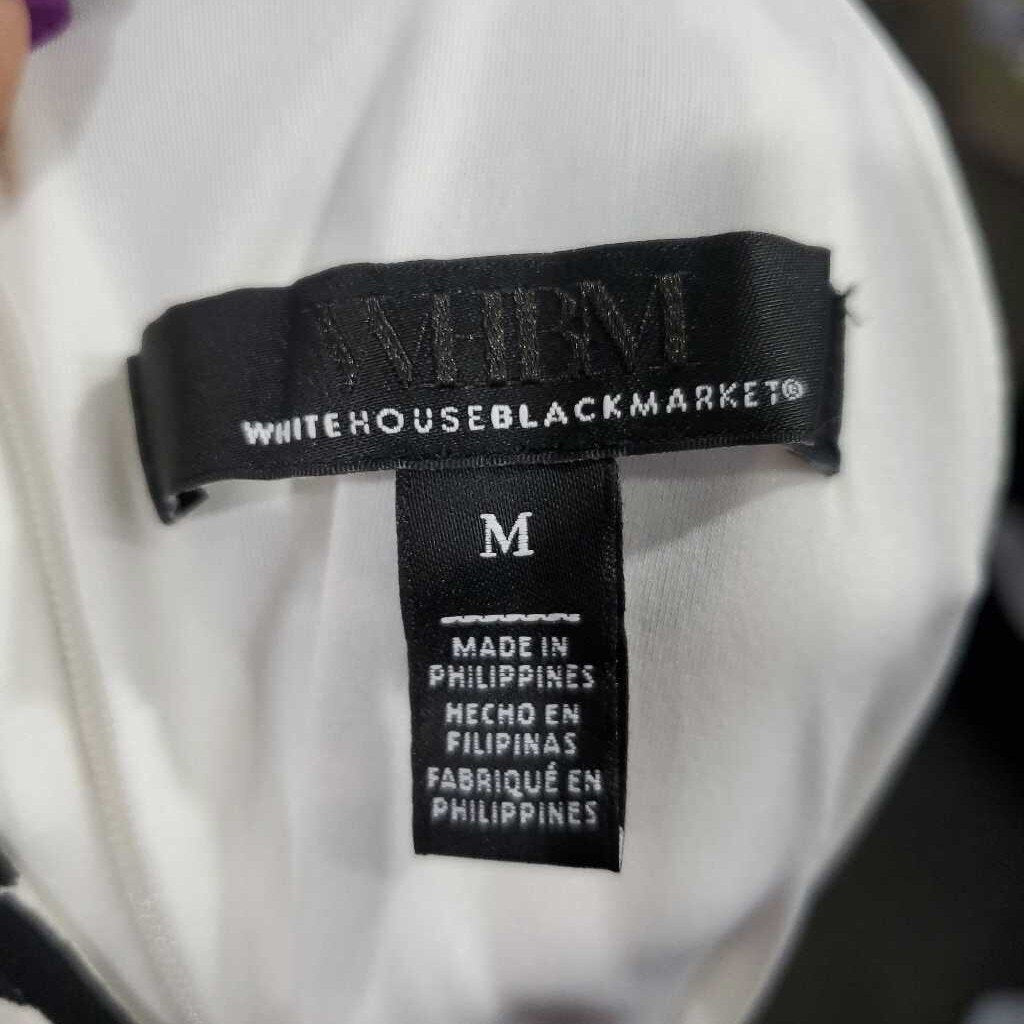 WHBM
WHITEHOUSEBLACKMARKET®
M
MADE IN
PHILIPPINES
HECHO EN
FILIPINAS
FABRIQUÉ EN
PHILIPPINES